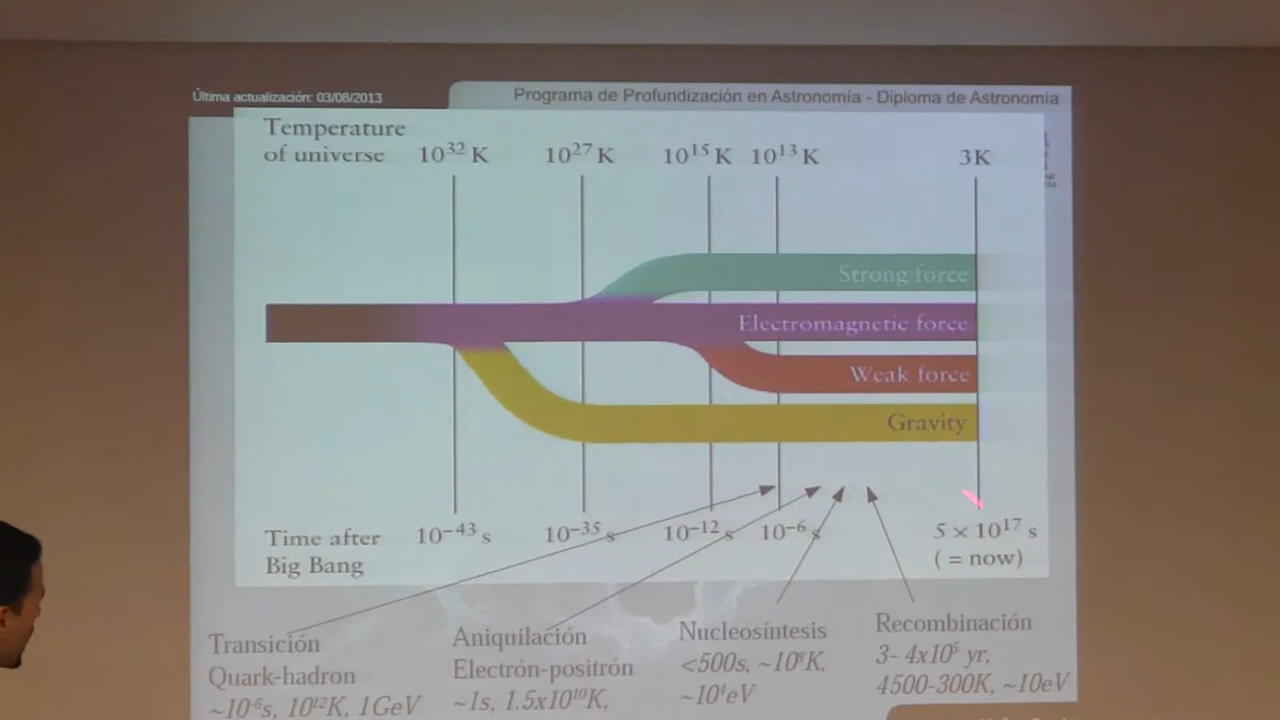 Última actualización: 03/08/2013
Programa de Profundización en Astronomía - Diploma de Astronomía
Temperature
of universe
10³² K
10²⁷ K
10¹⁵ K
10¹³ K
3K
Strong force
Electromagnetic force
Weak force
Gravity
Time after
Big Bang
10⁻⁴³ s
10⁻³⁵ s
10⁻¹² s
10⁻⁶ s
5 × 10¹⁷ s
( = now)
Transición
Quark-hadron
~10⁻⁶s, 10¹²K, 1GeV
Aniquilación
Electrón-positrón
~1s, 1.5x10¹⁰K,
Nucleosíntesis
<500s, ~10⁸K,
~10⁴eV
Recombinación
3- 4x10⁵ yr,
4500-300K, ~10eV